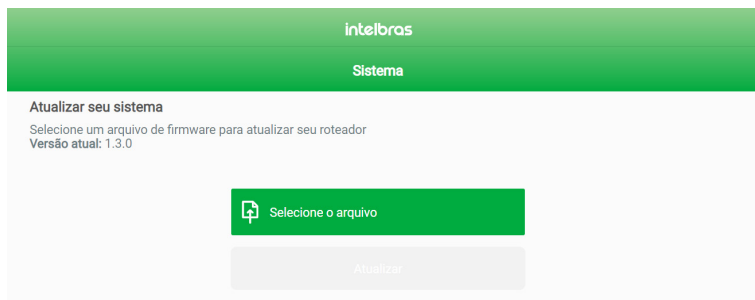 intelbras
Sistema
Atualizar seu sistema
Selecione um arquivo de firmware para atualizar seu roteador
Versão atual: 1.3.0
Selecione o arquivo
Atualizar